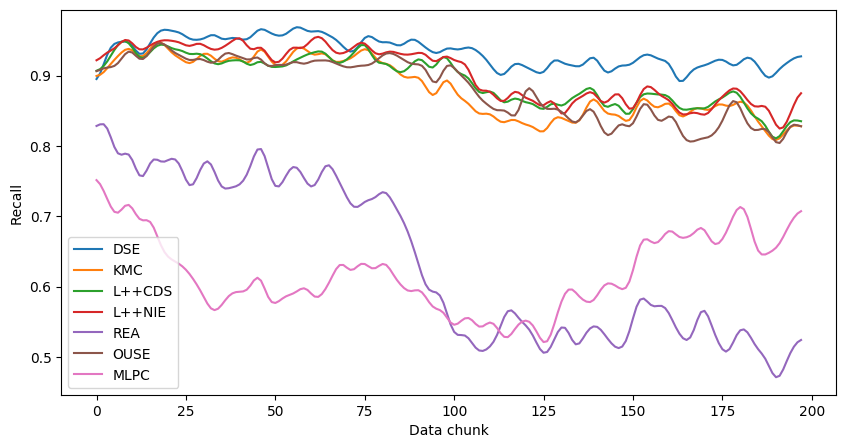 Recall
0.9
0.8
0.7
0.6
0.5
DSE
KMC
L++CDS
L++NIE
REA
OUSE
MLPC
0
25
50
75
100
125
150
175
200
Data chunk